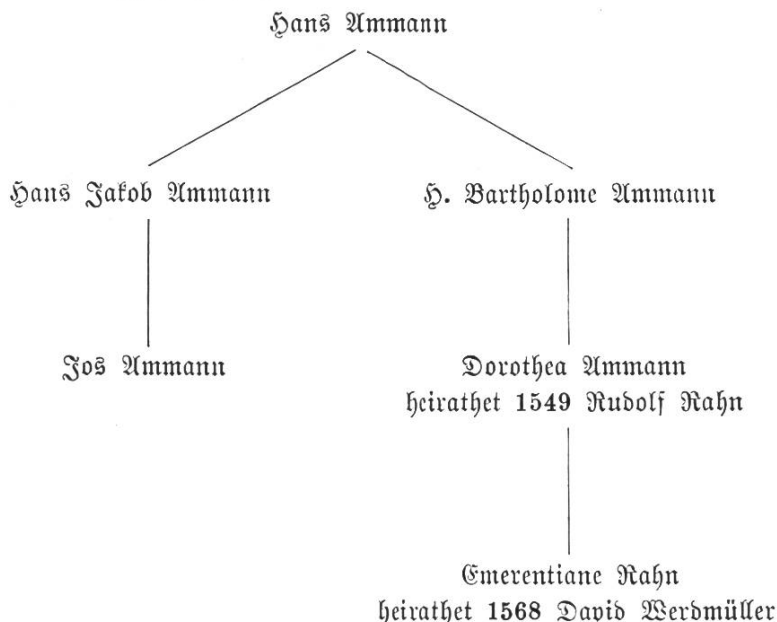 Hans Ammann
Hans Jakob Ammann
H. Bartholome Ammann
Jos Ammann
Dorothea Ammann
heirathet 1549 Rudolf Rahn
Emerentiane Rahn
heirathet 1568 David Werdmüller